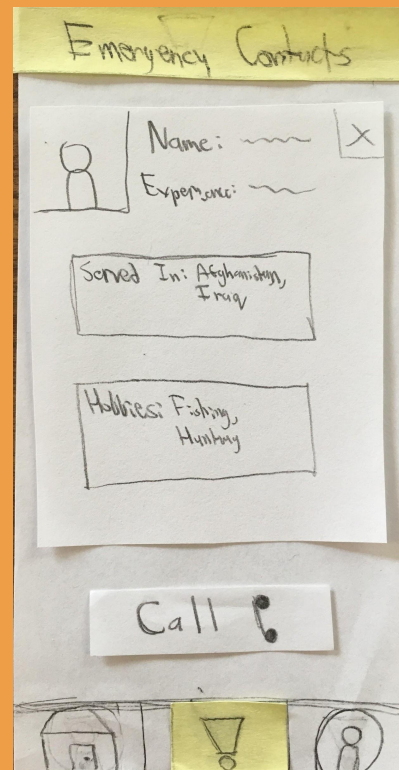 Emergency Contacts
Name:
X
Experience:
Served In: Afghanistan,
Iraq
Hobbies: Fishing,
Hunting
Call
!